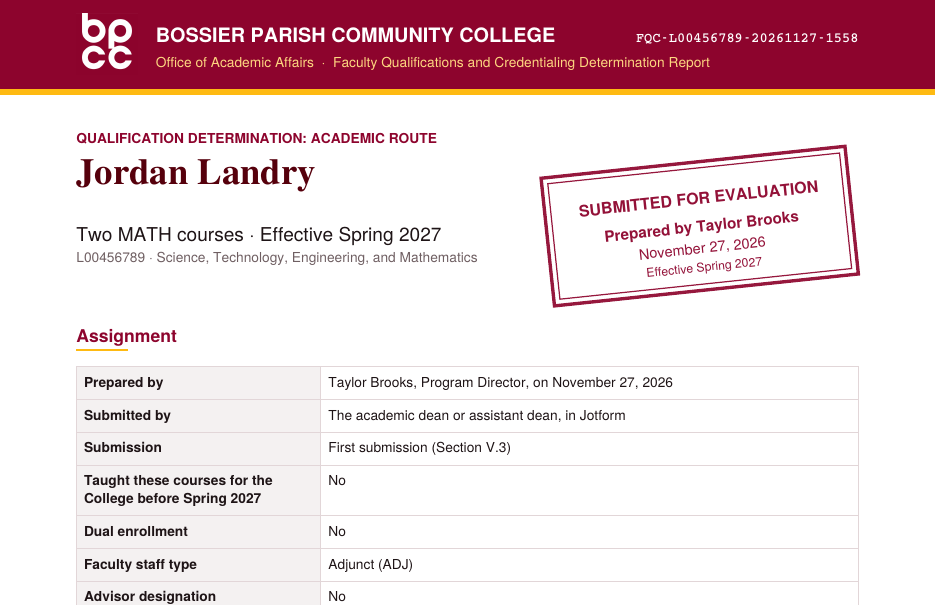 bp
cc
BOSSIER PARISH COMMUNITY COLLEGE
FQC-L00456789-20261127-1558
Office of Academic Affairs · Faculty Qualifications and Credentialing Determination Report
QUALIFICATION DETERMINATION: ACADEMIC ROUTE
Jordan Landry
Two MATH courses · Effective Spring 2027
L00456789 · Science, Technology, Engineering, and Mathematics
SUBMITTED FOR EVALUATION
Prepared by Taylor Brooks
November 27, 2026
Effective Spring 2027
Assignment
Prepared by Taylor Brooks, Program Director, on November 27, 2026
Submitted by The academic dean or assistant dean, in Jotform
Submission First submission (Section V.3)
Taught these courses for the No
College before Spring 2027
Dual enrollment No
Faculty staff type Adjunct (ADJ)
Advisor designation No